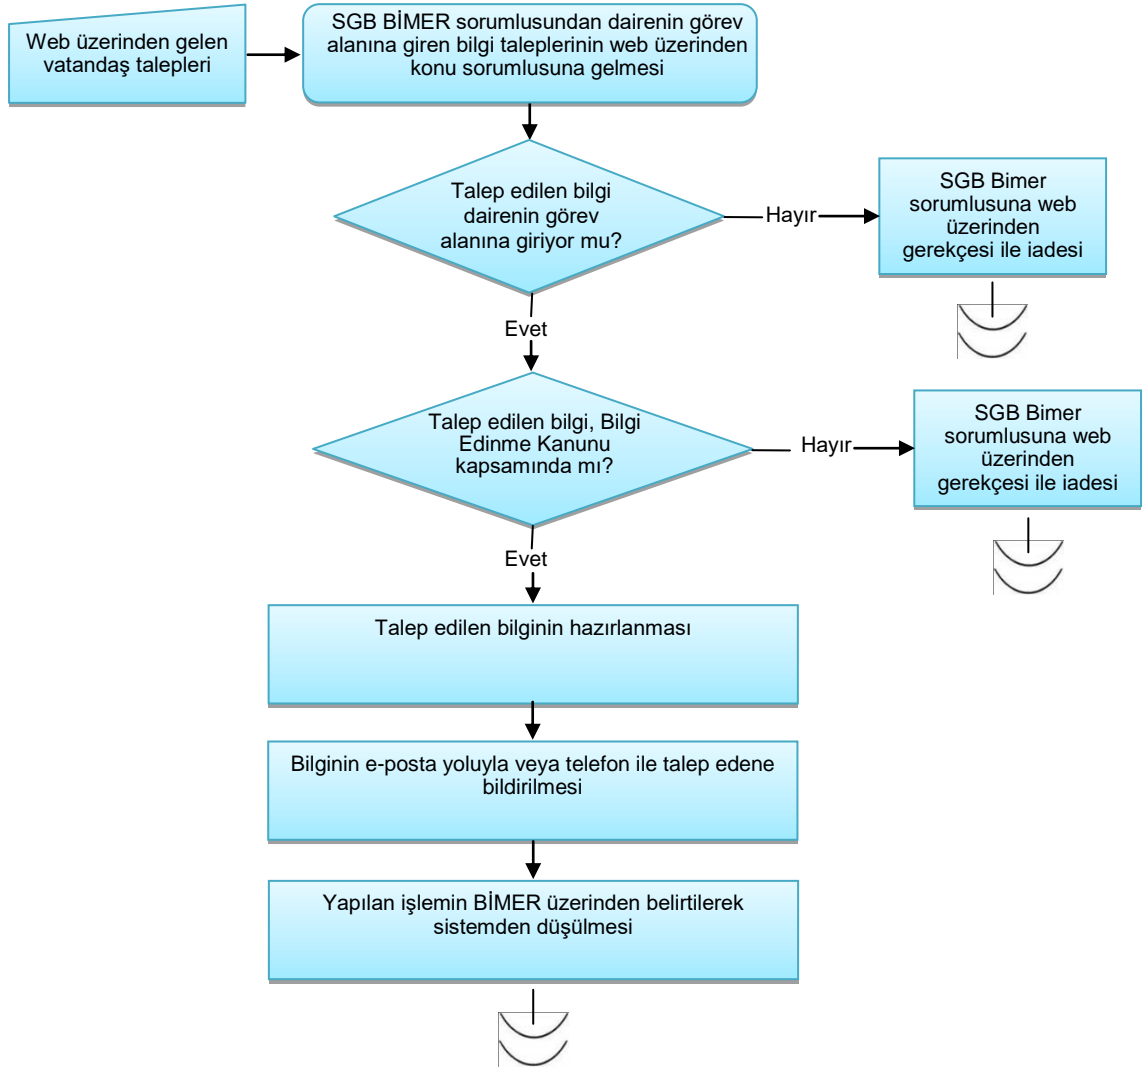 Web üzerinden gelen
vatandaş talepleri
SGB BİMER sorumlusundan dairenin görev
alanına giren bilgi taleplerinin web üzerinden
konu sorumlusuna gelmesi
Talep edilen bilgi
dairenin görev
alanına giriyor mu?
Hayır
SGB Bimer
sorumlusuna web
üzerinden
gerekçesi ile iadesi
Evet
Talep edilen bilgi, Bilgi
Edinme Kanunu
kapsamında mı?
Hayır
SGB Bimer
sorumlusuna web
üzerinden
gerekçesi ile iadesi
Evet
Talep edilen bilginin hazırlanması
Bilginin e-posta yoluyla veya telefon ile talep edene
bildirilmesi
Yapılan işlemin BİMER üzerinden belirtilerek
sistemden düşülmesi